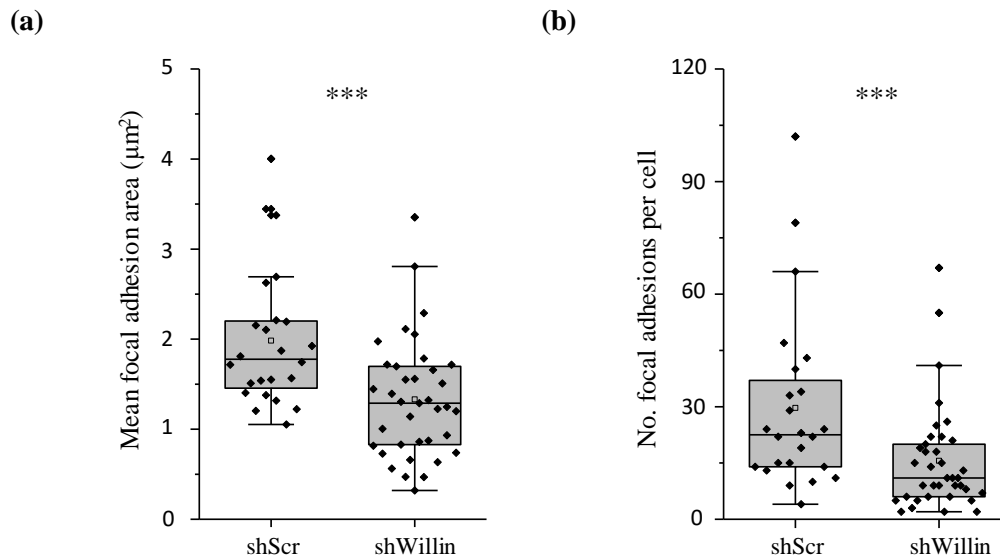 (a)
(b)
Mean focal adhesion area (μm²)
5
4
3
2
1
0
***
shScr
shWillin
No. focal adhesions per cell
120
90
60
30
0
***
shScr
shWillin